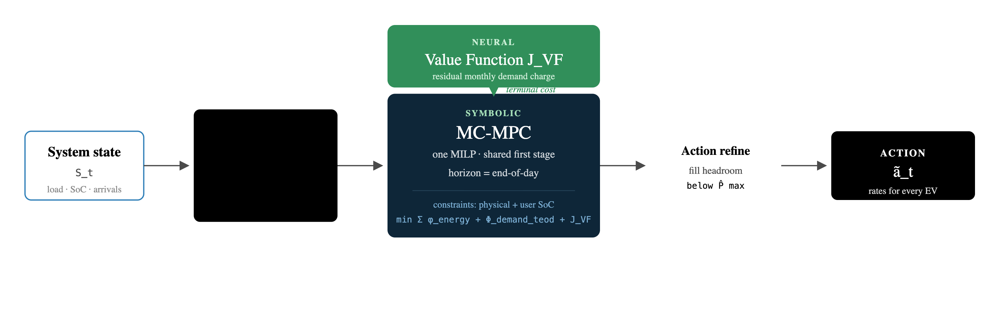 System state
S_t
load · SoC · arrivals
NEURAL
Value Function J_VF
residual monthly demand charge
terminal cost
SYMBOLIC
MC-MPC
one MILP · shared first stage
horizon = end-of-day
constraints: physical + user SoC
min Σ φ_energy + Φ_demand_teod + J_VF
Action refine
fill headroom
below P̂ max
ACTION
ã_t
rates for every EV